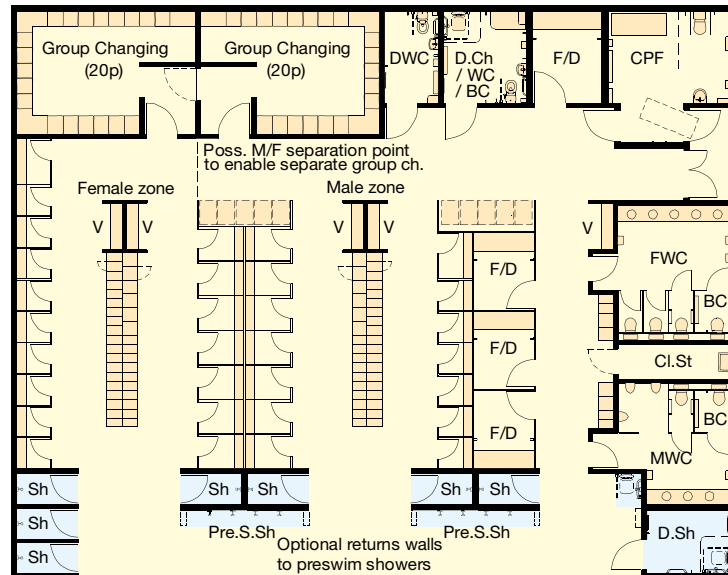 Group Changing
(20p)
Group Changing
(20p)
DWC
D.Ch
/ WC
/ BC
F/D
CPF
Poss. M/F separation point
to enable separate group ch.
Female zone
Male zone
V
V
V
V
V
F/D
FWC
BC
F/D
Cl.St
F/D
BC
MWC
Sh
Sh
Sh
Sh
Sh
Sh
Pre.S.Sh
Pre.S.Sh
D.Sh
Optional returns walls
to preswim showers
Sh